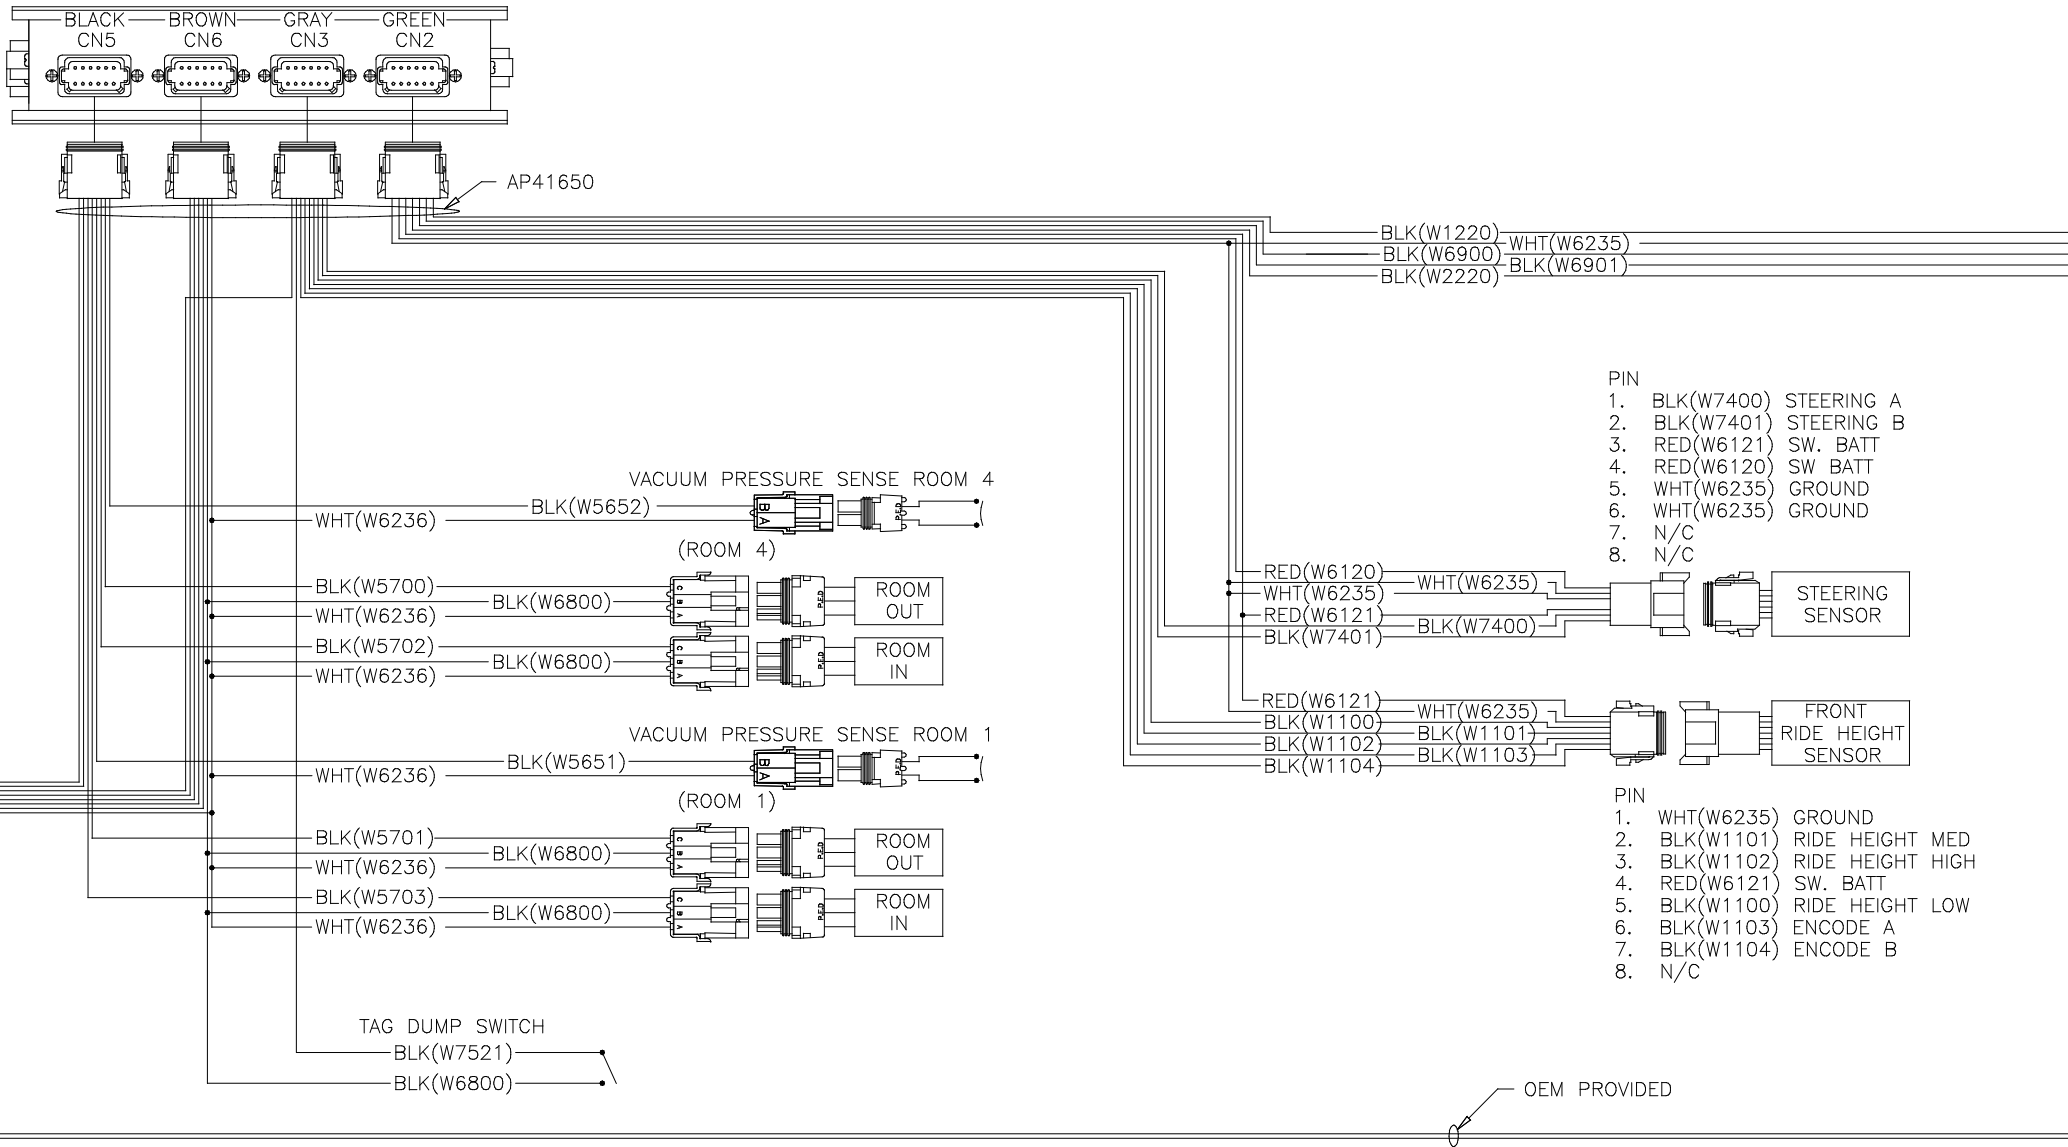 BLACK BROWN GRAY GREEN
CN5 CN6 CN3 CN2
AP41650
BLK(W1220)
WHT(W6235)
BLK(W6900)
BLK(W6901)
BLK(W2220)
PIN
1. BLK(W7400) STEERING A
2. BLK(W7401) STEERING B
3. RED(W6121) SW. BATT
4. RED(W6120) SW BATT
5. WHT(W6235) GROUND
6. WHT(W6235) GROUND
7. N/C
8. N/C
VACUUM PRESSURE SENSE ROOM 4
BLK(W5652)
WHT(W6236)
B
A
P.E.D
(ROOM 4)
BLK(W5700)
BLK(W6800)
WHT(W6236)
C
B
A
P.E.D
ROOM
OUT
BLK(W5702)
BLK(W6800)
WHT(W6236)
C
B
A
P.E.D
ROOM
IN
RED(W6120)
WHT(W6235)
WHT(W6235)
RED(W6121)
BLK(W7400)
BLK(W7401)
STEERING
SENSOR
RED(W6121)
WHT(W6235)
BLK(W1100)
BLK(W1101)
BLK(W1102)
BLK(W1103)
BLK(W1104)
FRONT
RIDE HEIGHT
SENSOR
VACUUM PRESSURE SENSE ROOM 1
BLK(W5651)
WHT(W6236)
B
A
P.E.D
(ROOM 1)
BLK(W5701)
BLK(W6800)
WHT(W6236)
C
B
A
P.E.D
ROOM
OUT
BLK(W5703)
BLK(W6800)
WHT(W6236)
C
B
A
P.E.D
ROOM
IN
PIN
1. WHT(W6235) GROUND
2. BLK(W1101) RIDE HEIGHT MED
3. BLK(W1102) RIDE HEIGHT HIGH
4. RED(W6121) SW. BATT
5. BLK(W1100) RIDE HEIGHT LOW
6. BLK(W1103) ENCODE A
7. BLK(W1104) ENCODE B
8. N/C
TAG DUMP SWITCH
BLK(W7521)
BLK(W6800)
OEM PROVIDED